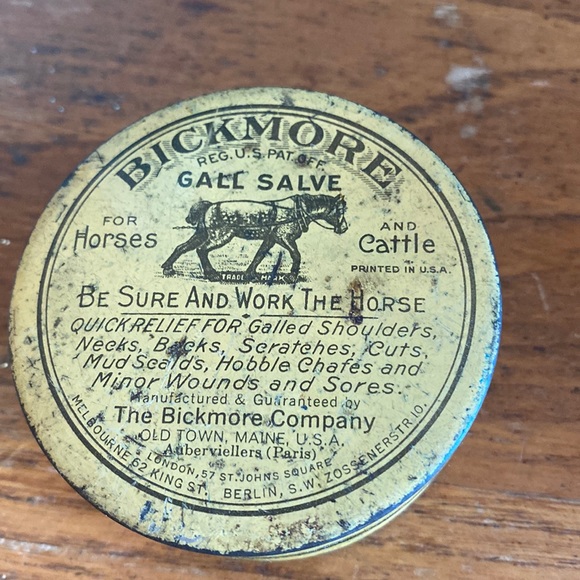 BICKMORE
REG. U.S. PAT. OFF.
GALL SALVE
FOR
Horses
AND
Cattle
PRINTED IN U.S.A.
TRADE MARK
BE SURE AND WORK THE HORSE
QUICK RELIEF FOR Galled Shoulders,
Necks, Backs, Scratches, Cuts,
Mud Scalds, Hobble Chafes and
Minor Wounds and Sores.
Manufactured & Guaranteed by
The Bickmore Company
OLD TOWN, MAINE, U.S.A.
Auberviellers (Paris)
LONDON, 57 ST. JOHNS SQUARE
MELBOURNE 62 KING ST. BERLIN, S.W. ZOSSENERSTR. 10.